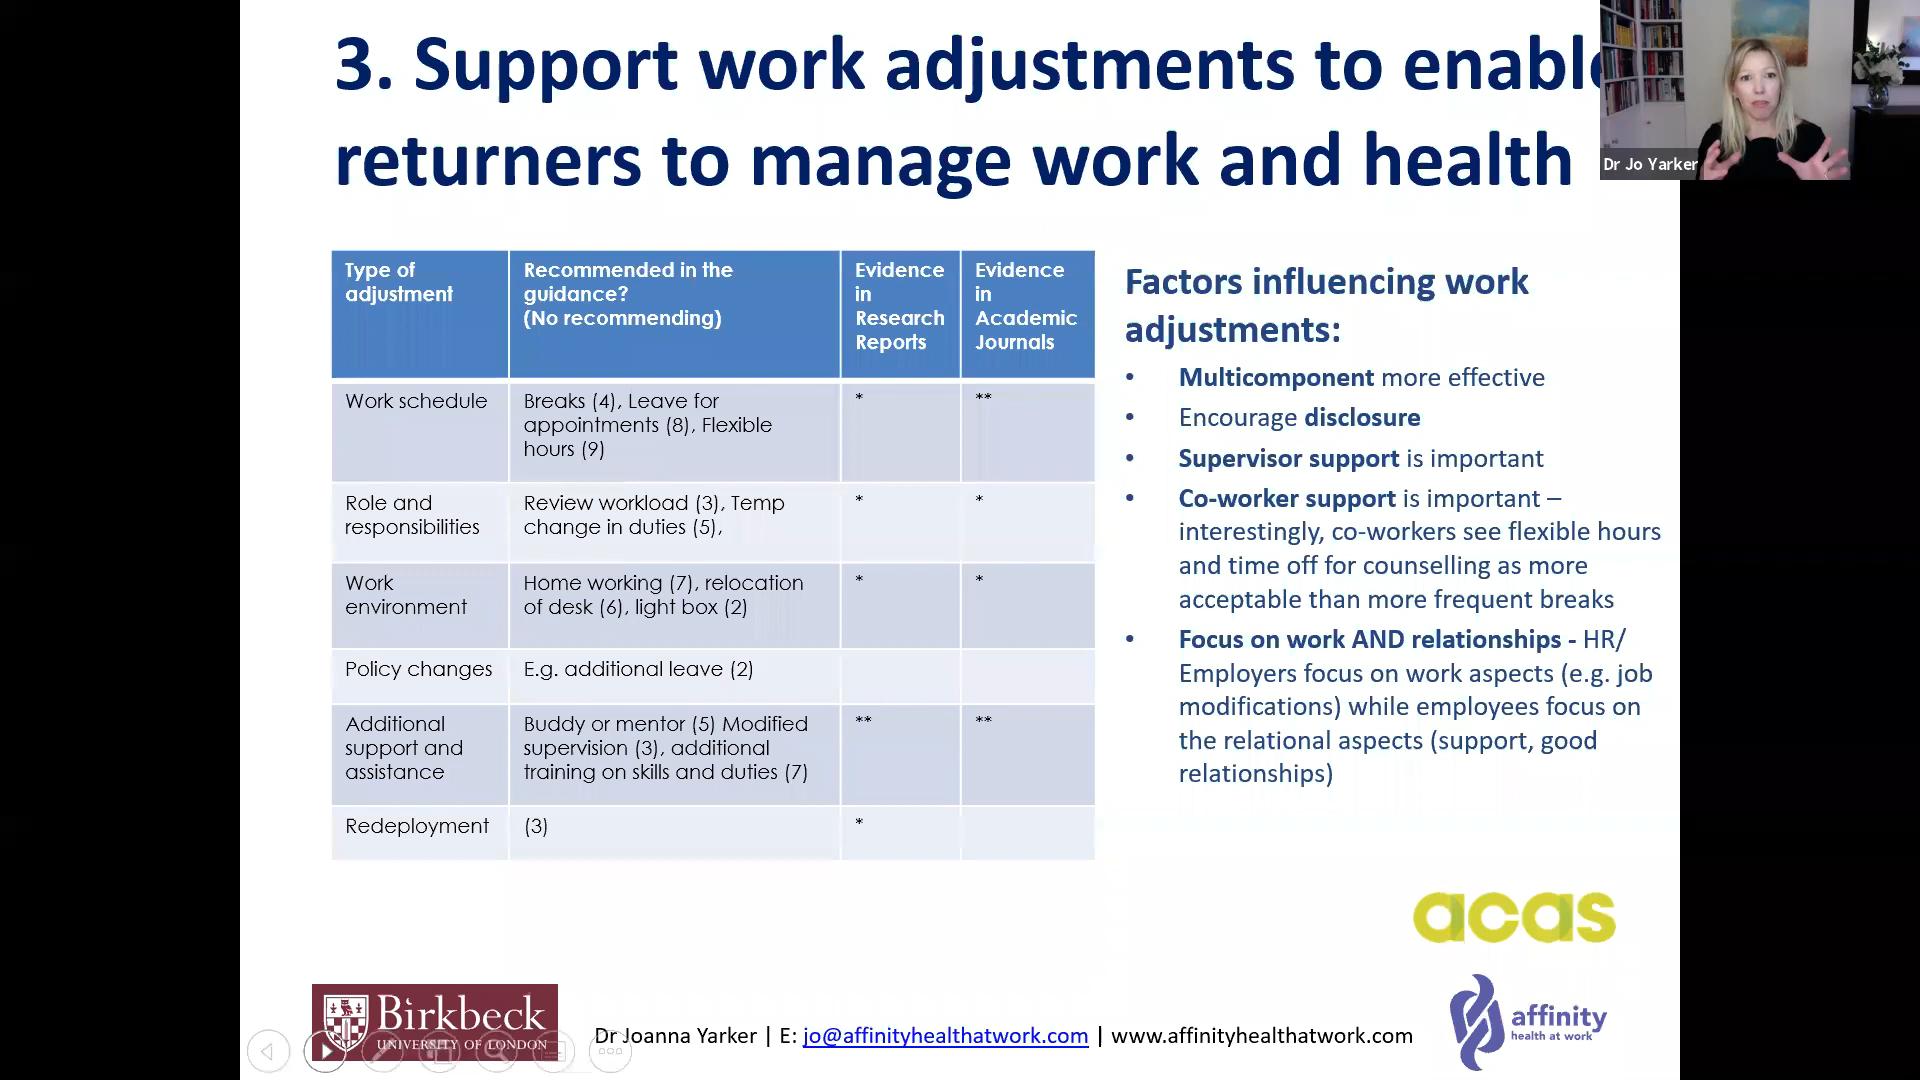 3. Support work adjustments to enable
returners to manage work and health
Dr Jo Yarker
Type of
adjustment
Recommended in the
guidance?
(No recommending)
Evidence
in
Research
Reports
Evidence
in
Academic
Journals
Work schedule
Breaks (4), Leave for
appointments (8), Flexible
hours (9)
*
**
Role and
responsibilities
Review workload (3), Temp
change in duties (5),
*
*
Work
environment
Home working (7), relocation
of desk (6), light box (2)
*
*
Policy changes
E.g. additional leave (2)
Additional
support and
assistance
Buddy or mentor (5) Modified
supervision (3), additional
training on skills and duties (7)
**
**
Redeployment
(3)
*
Factors influencing work
adjustments:
• Multicomponent more effective
• Encourage disclosure
• Supervisor support is important
• Co-worker support is important –
interestingly, co-workers see flexible hours
and time off for counselling as more
acceptable than more frequent breaks
• Focus on work AND relationships - HR/
Employers focus on work aspects (e.g. job
modifications) while employees focus on
the relational aspects (support, good
relationships)
acas
Birkbeck
UNIVERSITY OF LONDON
Dr Joanna Yarker | E: jo@affinityhealthatwork.com | www.affinityhealthatwork.com
affinity
health at work